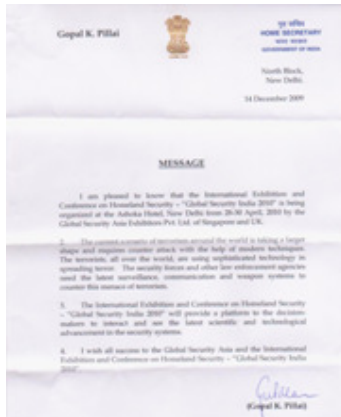 Gopal K. Pillai
गृह सचिव
HOME SECRETARY
भारत सरकार
GOVERNMENT OF INDIA
North Block,
New Delhi.
14 December 2009
MESSAGE
I am pleased to know that the International Exhibition and
Conference on Homeland Security – "Global Security India 2010" is being
organized at the Ashoka Hotel, New Delhi from 28-30 April, 2010 by the
Global Security Asia Exhibitions Pvt. Ltd. of Singapore and UK.
2. The current scenario of terrorism around the world is taking a larger
shape and requires counter attack with the help of modern techniques.
The terrorists, all over the world, are using sophisticated technology in
spreading terror. The security forces and other law enforcement agencies
need the latest surveillance, communication and weapon systems to
counter this menace of terrorism.
3. The International Exhibition and Conference on Homeland Security
– "Global Security India 2010" will provide a platform to the decision-
makers to interact and see the latest scientific and technological
advancement in the security systems.
4. I wish all success to the Global Security Asia and the International
Exhibition and Conference on Homeland Security – "Global Security India
2010".
(Gopal K. Pillai)